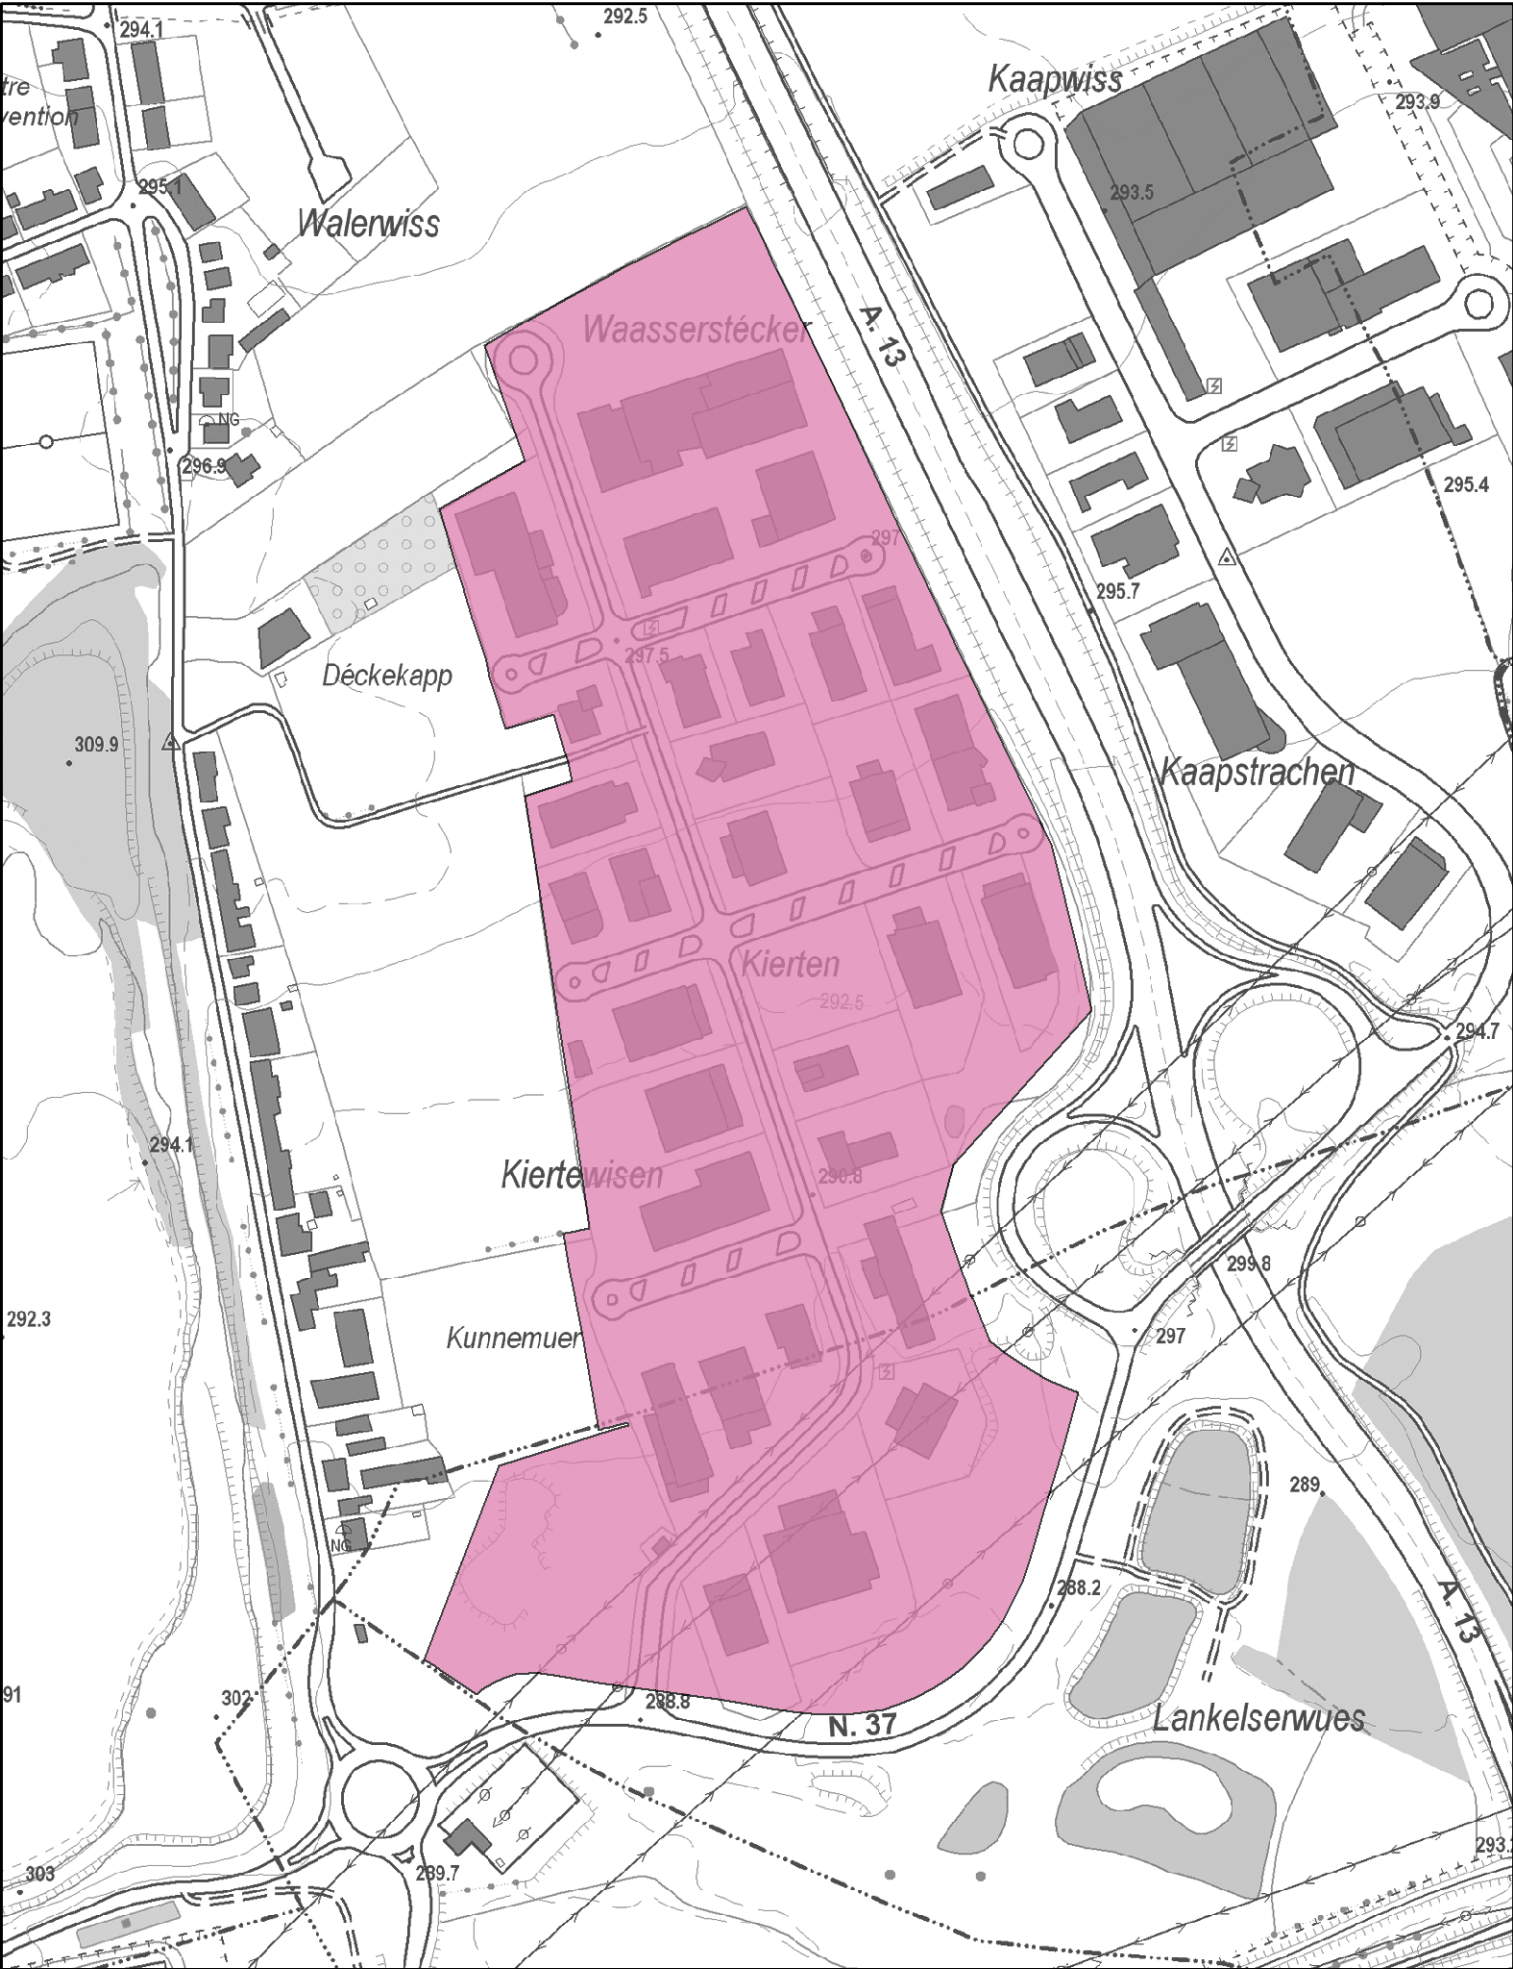 294.1
292.5
Kaapwiss
tre
vention
293.9
295.1
293.5
Walerwiss
Waasserstécker
A. 13
NG
296.9
295.4
297
295.7
297.5
Déckekapp
309.9
Kaapstrachen
Kierten
292.5
294.7
294.1
Kiertewisen
290.8
299.8
292.3
Kunnemuer
297
289
NG
288.2
A. 13
91
302
288.8
N. 37
Lankelserwues
293.
303
289.7